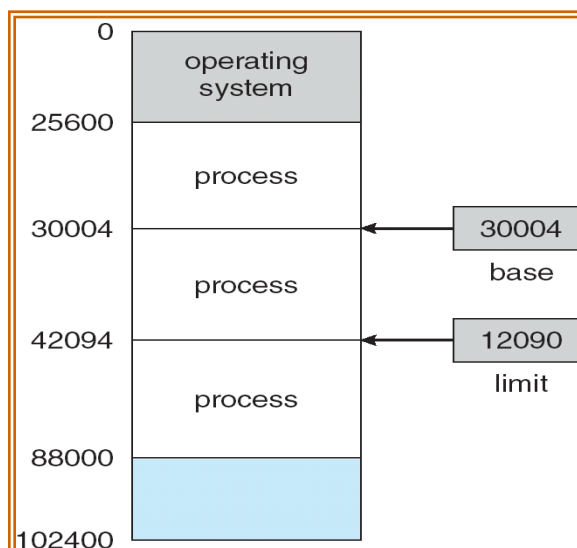 0
operating
system
25600
process
30004
30004
base
process
42094
12090
limit
process
88000
102400